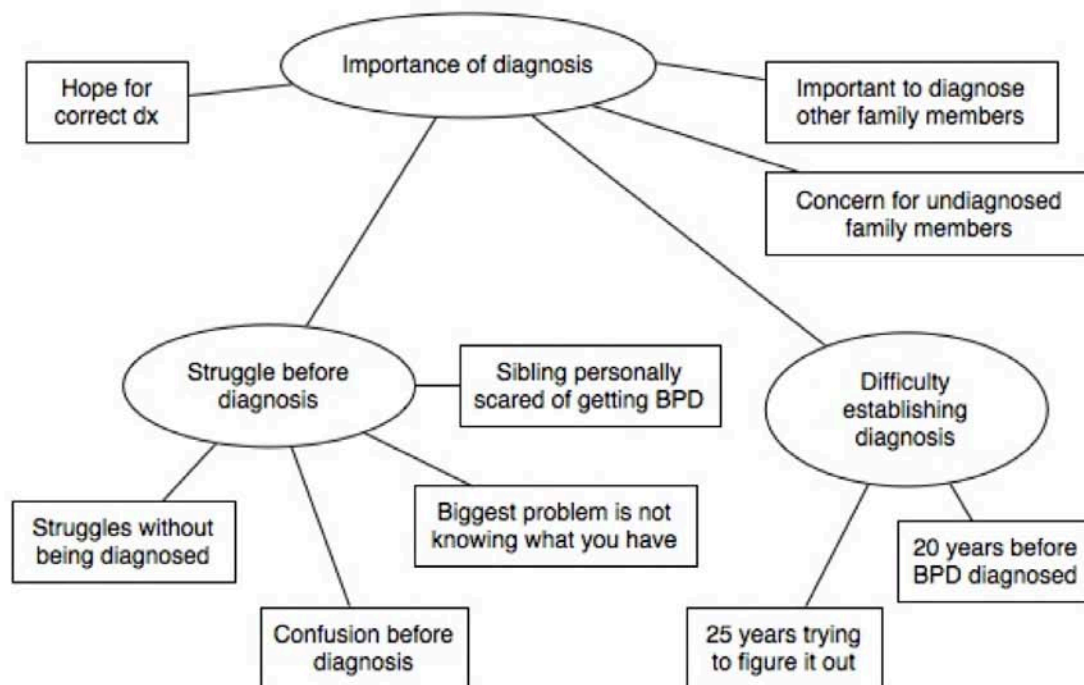 Importance of diagnosis
Hope for
correct dx
Important to diagnose
other family members
Concern for undiagnosed
family members
Struggle before
diagnosis
Sibling personally
scared of getting BPD
Difficulty
establishing
diagnosis
Struggles without
being diagnosed
Biggest problem is not
knowing what you have
20 years before
BPD diagnosed
Confusion before
diagnosis
25 years trying
to figure it out